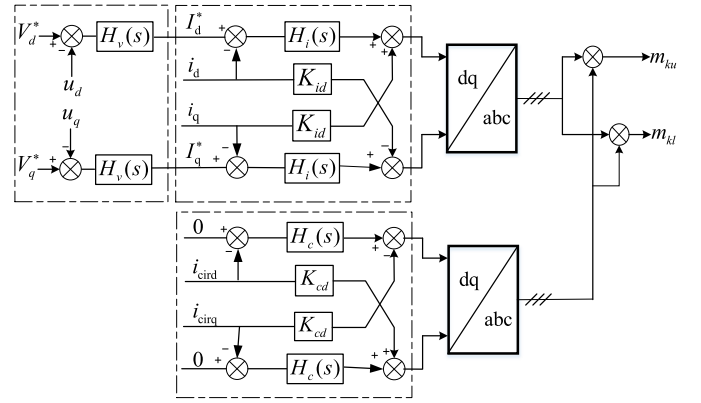 V_d^* + − H_v(s) I_d^* + − H_i(s) + +
u_d i_d K_id dq abc m_ku
u_q i_q K_id m_kl
V_q^* + − H_v(s) I_q^* + − H_i(s) + −
0 + − H_c(s) + −
i_cird K_cd dq abc
i_cirq K_cd
0 + − H_c(s) + +